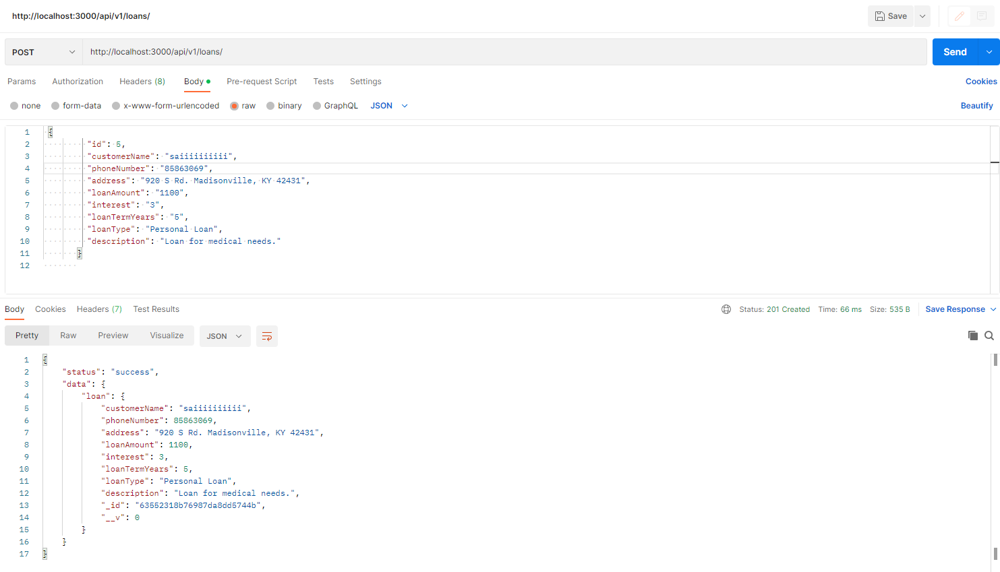 http://localhost:3000/api/v1/loans/
Save
POST
http://localhost:3000/api/v1/loans/
Send
Params Authorization Headers (8) Body Pre-request Script Tests Settings Cookies
none form-data x-www-form-urlencoded raw binary GraphQL JSON Beautify
1 {
2 "id": 5,
3 "customerName": "saiiiiiiiiii",
4 "phoneNumber": "85863069",
5 "address": "920 S Rd. Madisonville, KY 42431",
6 "loanAmount": "1100",
7 "interest": "3",
8 "loanTermYears": "5",
9 "loanType": "Personal Loan",
10 "description": "Loan for medical needs."
11 }
12
Body Cookies Headers (7) Test Results Status: 201 Created Time: 66 ms Size: 535 B Save Response
Pretty Raw Preview Visualize JSON
1 {
2 "status": "success",
3 "data": {
4 "loan": {
5 "customerName": "saiiiiiiiiii",
6 "phoneNumber": 85863069,
7 "address": "920 S Rd. Madisonville, KY 42431",
8 "loanAmount": 1100,
9 "interest": 3,
10 "loanTermYears": 5,
11 "loanType": "Personal Loan",
12 "description": "Loan for medical needs.",
13 "_id": "63552318b76987da8dd5744b",
14 "__v": 0
15 }
16 }
17 }